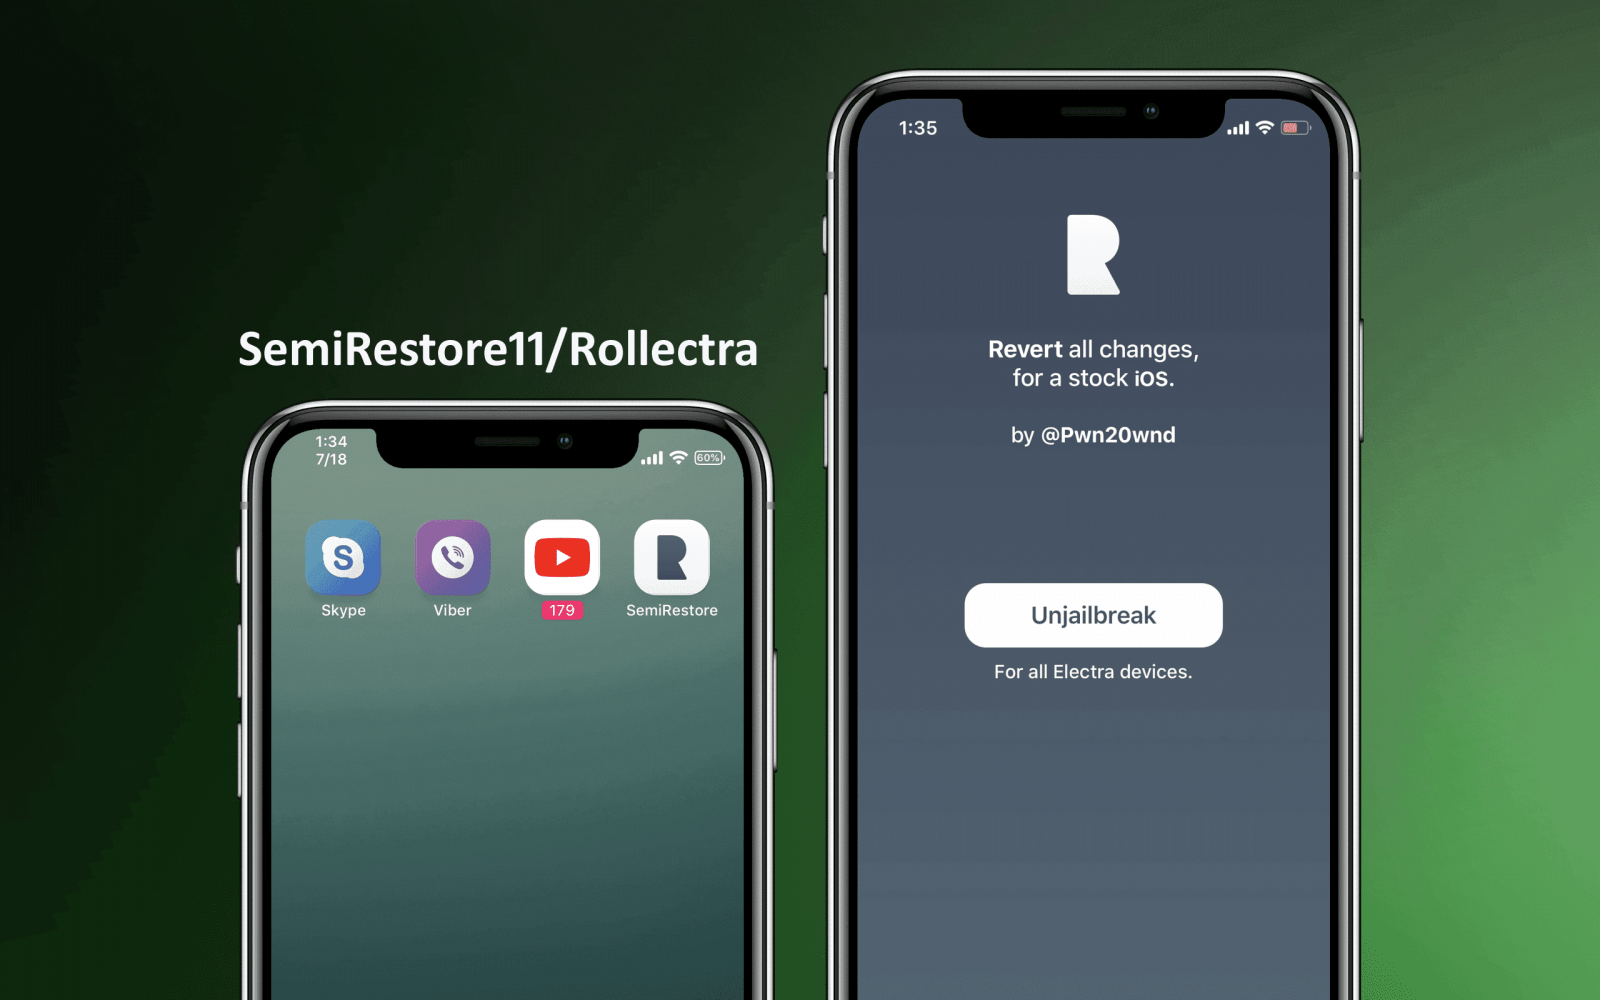 SemiRestore11/Rollectra
1:34
7/18
60%
S
Skype
Viber
179
R
SemiRestore
1:35
R
Revert all changes,
for a stock iOS.
by @Pwn20wnd
Unjailbreak
For all Electra devices.